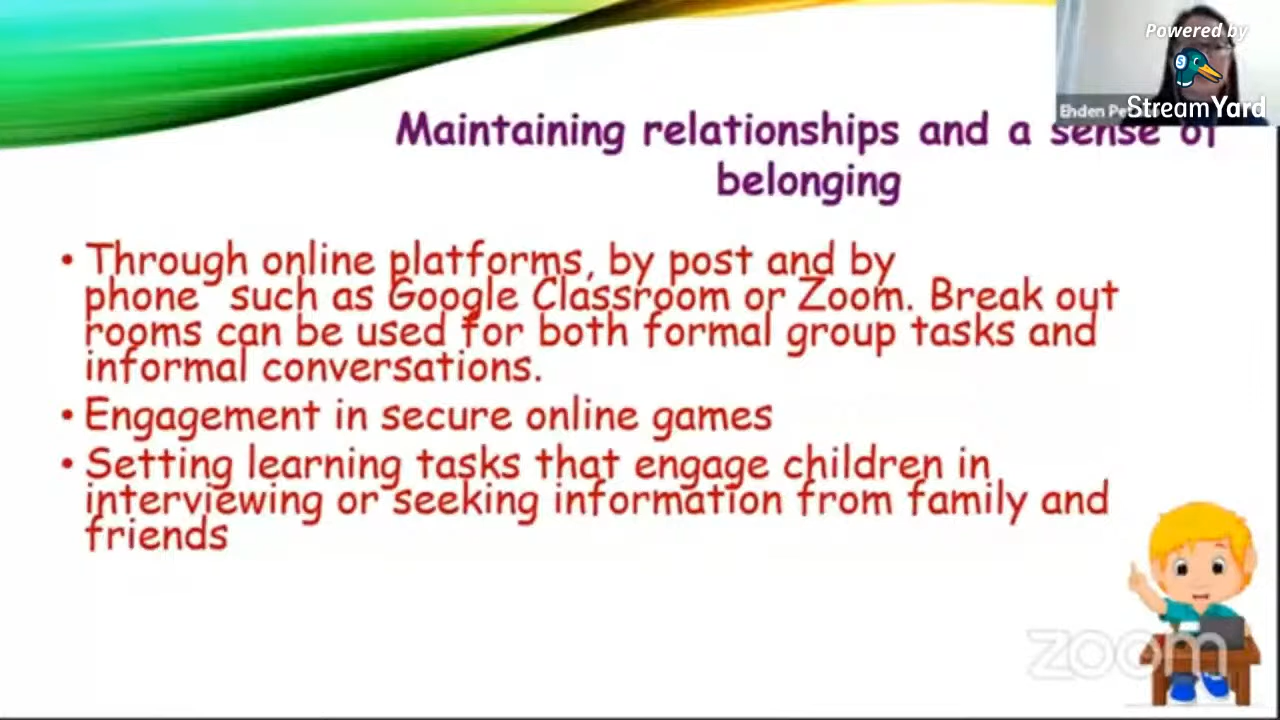 Powered by
StreamYard
Ehden
Maintaining relationships and a sense of
belonging
• Through online platforms, by post and by
phone such as Google Classroom or Zoom. Break out
rooms can be used for both formal group tasks and
informal conversations.
• Engagement in secure online games
• Setting learning tasks that engage children in
interviewing or seeking information from family and
friends
zoom